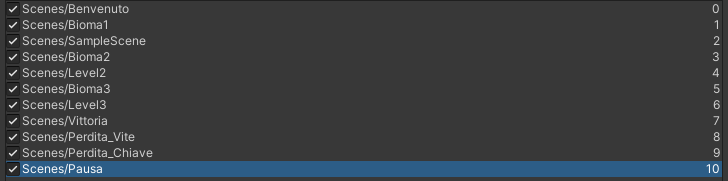 Scenes/Benvenuto 0
Scenes/Bioma1 1
Scenes/SampleScene 2
Scenes/Bioma2 3
Scenes/Level2 4
Scenes/Bioma3 5
Scenes/Level3 6
Scenes/Vittoria 7
Scenes/Perdita_Vite 8
Scenes/Perdita_Chiave 9
Scenes/Pausa 10